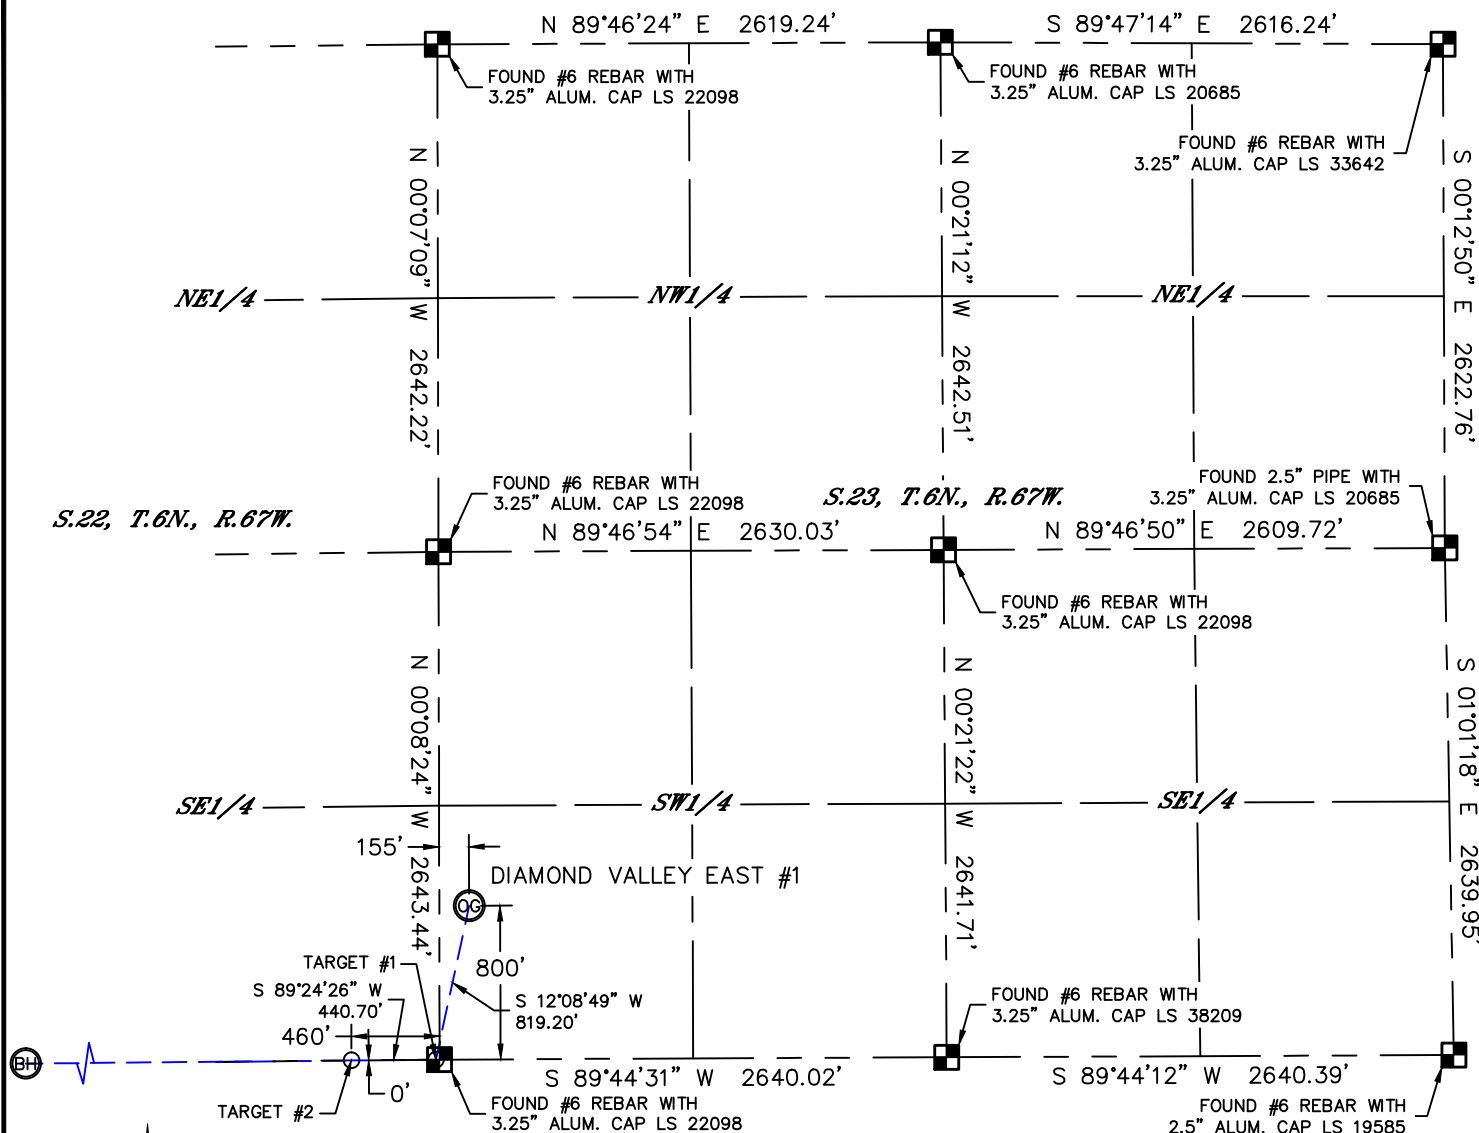 N 89°46'24" E 2619.24'
S 89°47'14" E 2616.24'
FOUND #6 REBAR WITH
3.25" ALUM. CAP LS 22098
FOUND #6 REBAR WITH
3.25" ALUM. CAP LS 20685
FOUND #6 REBAR WITH
3.25" ALUM. CAP LS 33642
N 00°07'09" W 2642.22'
N 00°21'12" W 2642.51'
S 00°12'50" E 2622.76'
NE1/4
NW1/4
NE1/4
FOUND #6 REBAR WITH
3.25" ALUM. CAP LS 22098
FOUND 2.5" PIPE WITH
3.25" ALUM. CAP LS 20685
S.22, T.6N., R.67W.
S.23, T.6N., R.67W.
N 89°46'54" E 2630.03'
N 89°46'50" E 2609.72'
FOUND #6 REBAR WITH
3.25" ALUM. CAP LS 22098
N 00°08'24" W 2643.44'
N 00°21'22" W 2641.71'
S 01°01'18" E 2639.95'
SE1/4
SW1/4
SE1/4
155'
DIAMOND VALLEY EAST #1
OG
TARGET #1
800'
S 89°24'26" W
440.70'
S 12°08'49" W
819.20'
460'
FOUND #6 REBAR WITH
3.25" ALUM. CAP LS 38209
BH
0'
S 89°44'31" W 2640.02'
S 89°44'12" W 2640.39'
TARGET #2
FOUND #6 REBAR WITH
3.25" ALUM. CAP LS 22098
FOUND #6 REBAR WITH
2.5" ALUM. CAP LS 19585